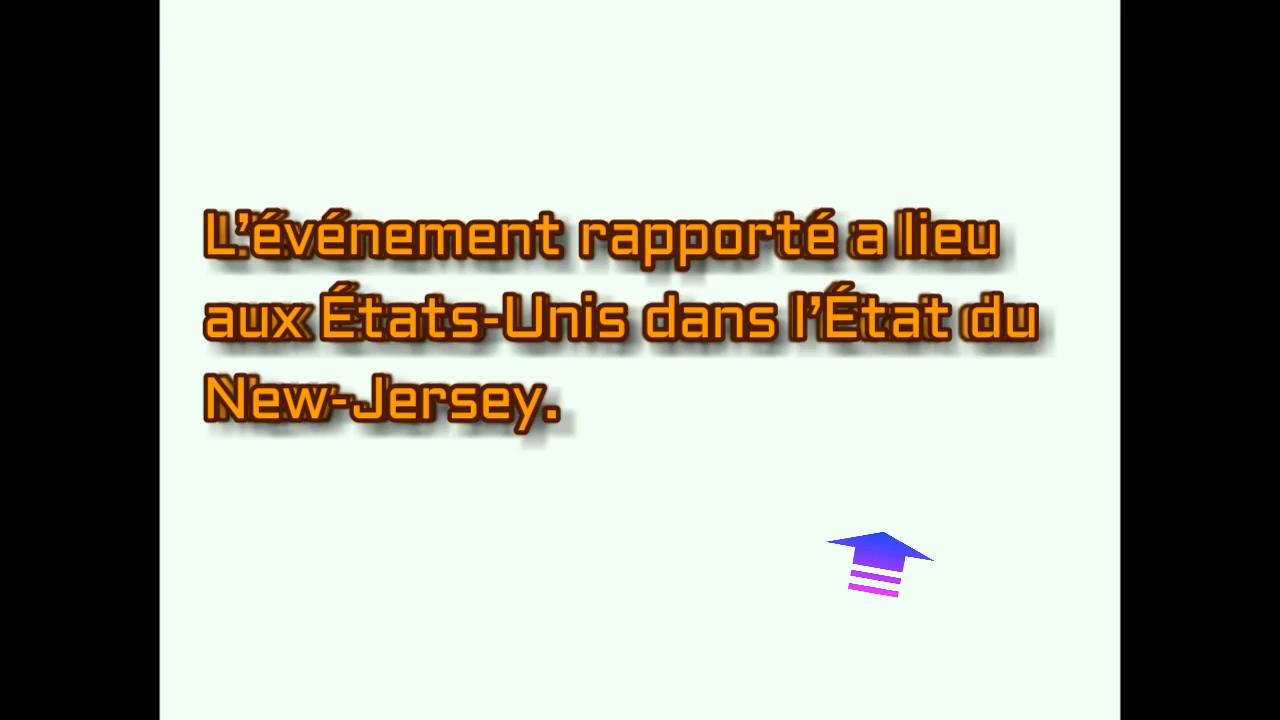 L’événement rapporté a lieu
aux États-Unis dans l’État du
New-Jersey.